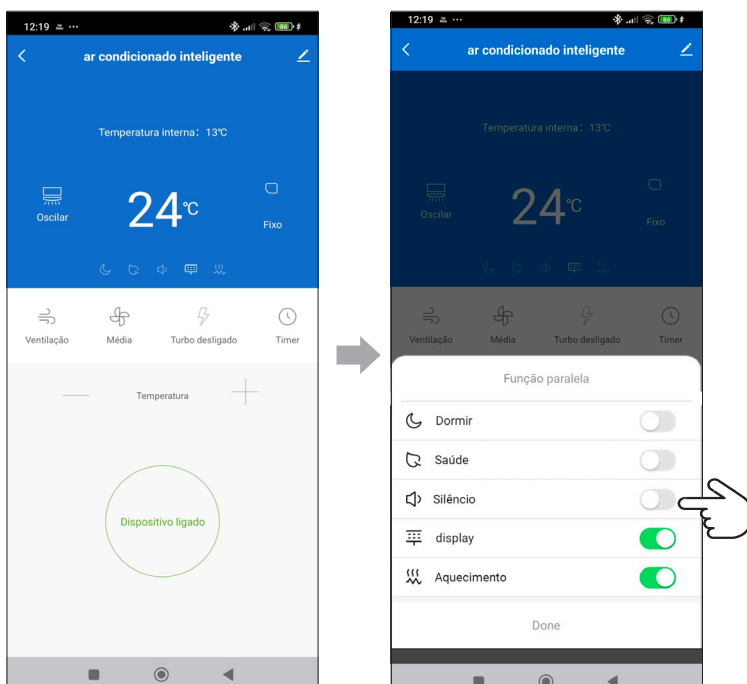 12:19 ...
ar condicionado inteligente
Temperatura interna: 13℃
Oscilar
24℃
Fixo
Ventilação
Média
Turbo desligado
Timer
Temperatura
Dispositivo ligado
12:19 ...
ar condicionado inteligente
Temperatura interna: 13℃
Oscilar
24℃
Fixo
Ventilação
Média
Turbo desligado
Timer
Função paralela
Dormir
Saúde
Silêncio
display
Aquecimento
Done